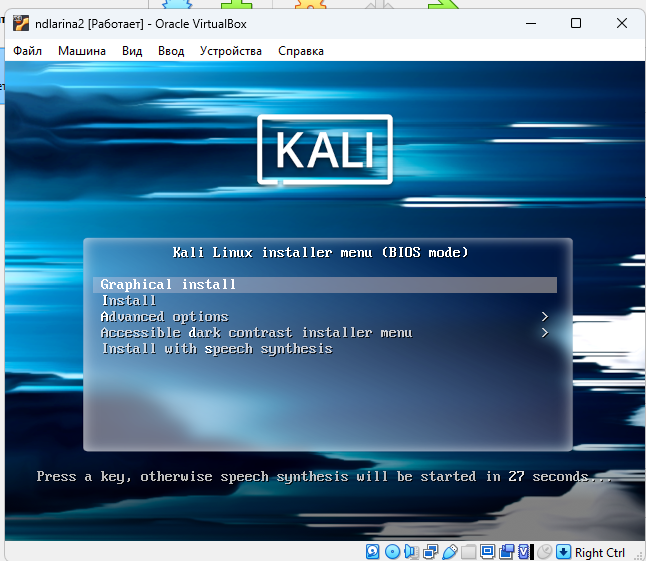 ndlarina2 [Работает] - Oracle VirtualBox
Файл Машина Вид Ввод Устройства Справка
KALI
Kali Linux installer menu (BIOS mode)
Graphical install
Install
Advanced options >
Accessible dark contrast installer menu >
Install with speech synthesis
Press a key, otherwise speech synthesis will be started in 27 seconds...
Right Ctrl